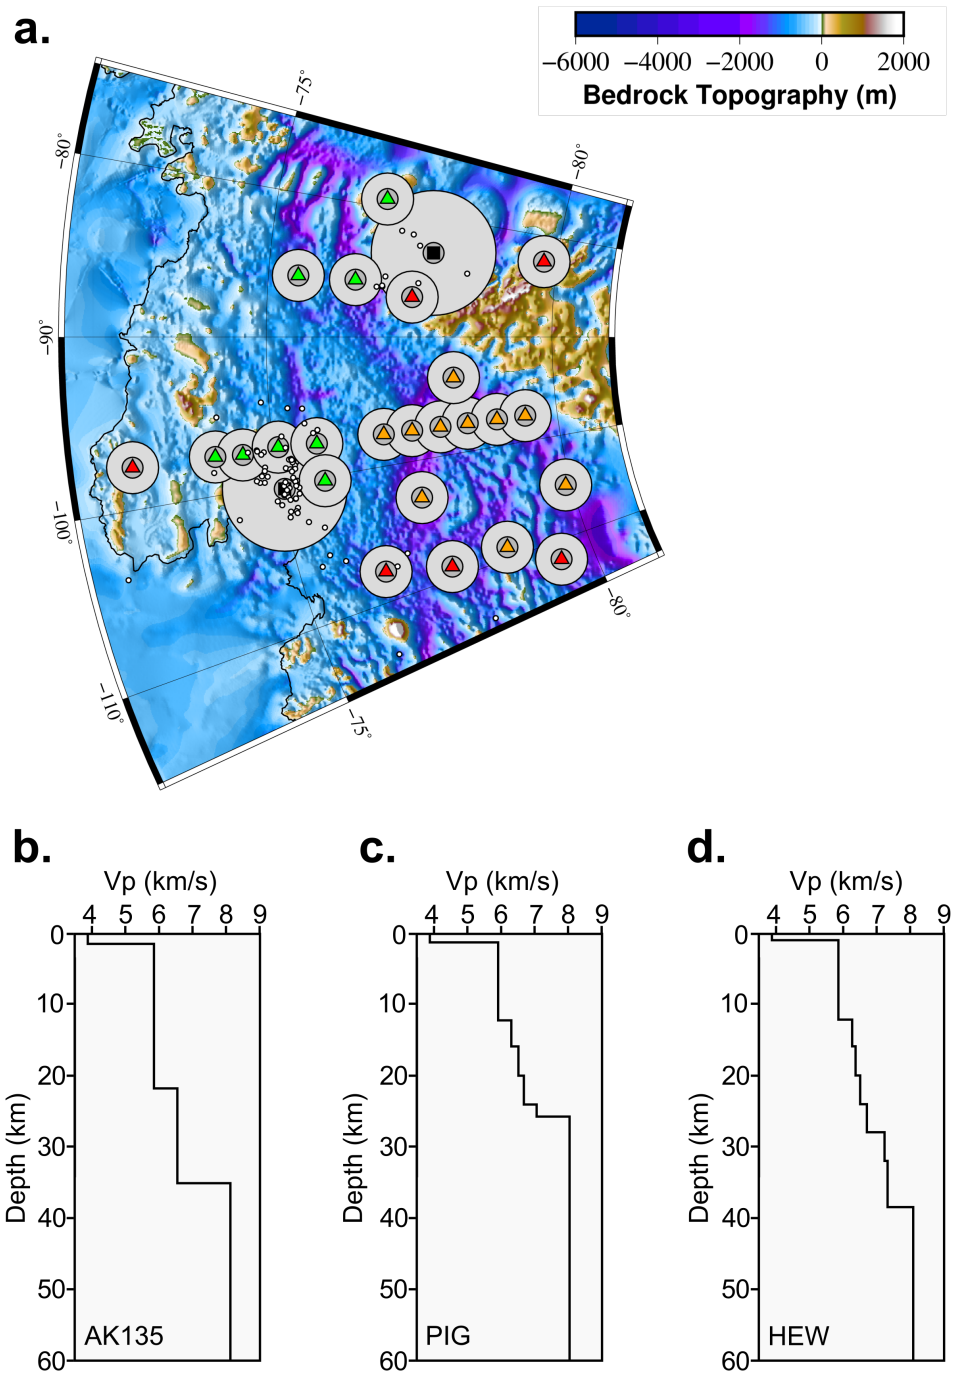 a.
−6000 −4000 −2000 0 2000
Bedrock Topography (m)
−75°
−80°
−80°
−90°
−100°
−110°
−80°
−75°
b.
Vp (km/s)
4 5 6 7 8 9
0
10
20
30
40
50
60
Depth (km)
AK135
c.
Vp (km/s)
4 5 6 7 8 9
0
10
20
30
40
50
60
Depth (km)
PIG
d.
Vp (km/s)
4 5 6 7 8 9
0
10
20
30
40
50
60
Depth (km)
HEW